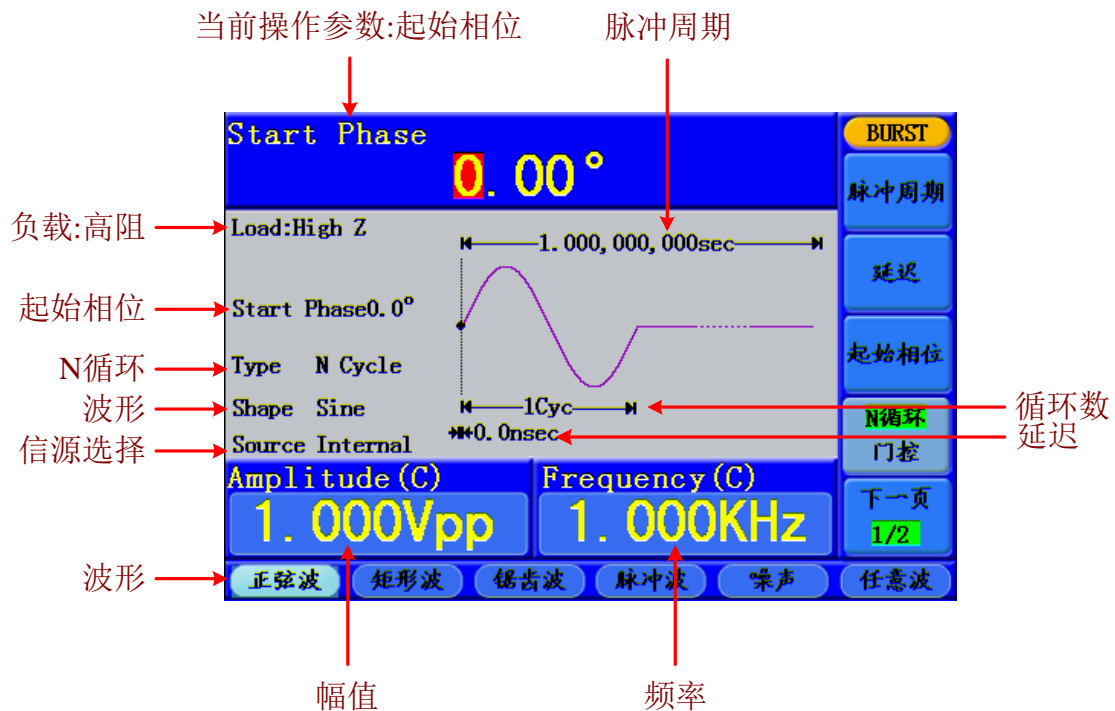 当前操作参数:起始相位
脉冲周期
Start Phase
0.00°
BURST
脉冲周期
负载:高阻
Load:High Z
1.000,000,000sec
延迟
起始相位
Start Phase0.0°
起始相位
N循环
Type N Cycle
波形
Shape Sine
1Cyc
循环数
N循环
门控
信源选择
Source Internal
0.0nsec
延迟
Amplitude(C)
Frequency(C)
1.000Vpp
1.000KHz
下一页
1/2
波形
正弦波
矩形波
锯齿波
脉冲波
噪声
任意波
幅值
频率